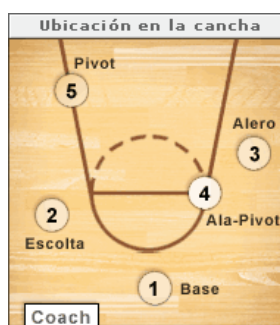 Ubicación en la cancha
Pivot
5
Alero
3
4
2
Ala-Pivot
Escolta
1 Base
Coach